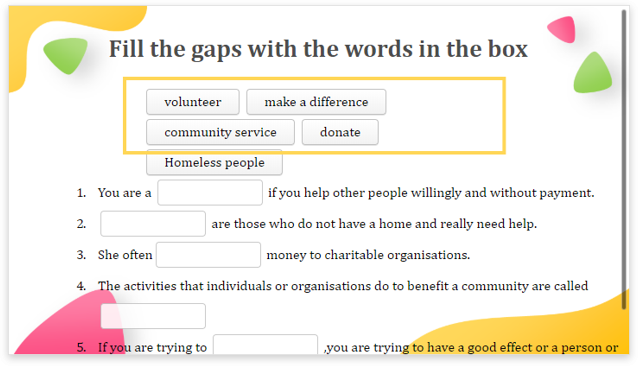 Fill the gaps with the words in the box
volunteer make a difference
community service donate
Homeless people
1. You are a if you help other people willingly and without payment.
2. are those who do not have a home and really need help.
3. She often money to charitable organisations.
4. The activities that individuals or organisations do to benefit a community are called
5. If you are trying to ,you are trying to have a good effect or a person or